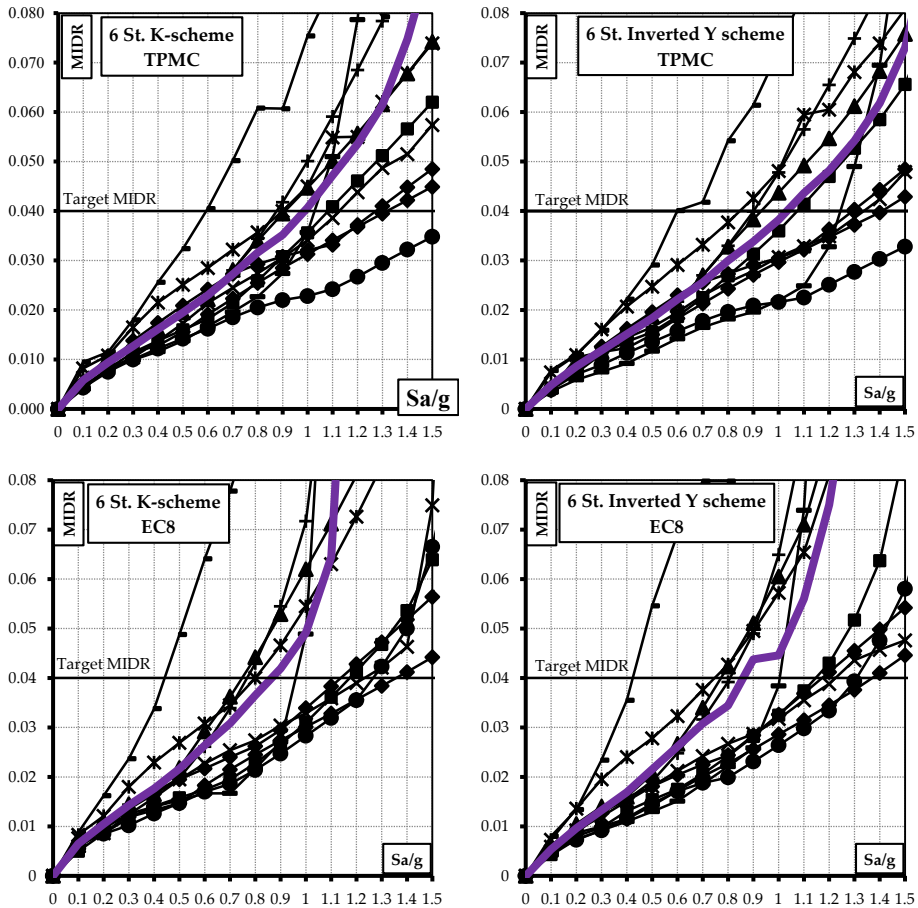 0.080
0.070
0.060
0.050
0.040
0.030
0.020
0.010
0.000
MIDR
6 St. K-scheme
TPMC
Target MIDR
Sa/g
0 0.1 0.2 0.3 0.4 0.5 0.6 0.7 0.8 0.9 1 1.1 1.2 1.3 1.4 1.5
0.08
0.07
0.06
0.05
0.04
0.03
0.02
0.01
0
MIDR
6 St. Inverted Y scheme
TPMC
Target MIDR
Sa/g
0 0.1 0.2 0.3 0.4 0.5 0.6 0.7 0.8 0.9 1 1.1 1.2 1.3 1.4 1.5
0.08
0.07
0.06
0.05
0.04
0.03
0.02
0.01
0
MIDR
6 St. K-scheme
EC8
Target MIDR
Sa/g
0 0.1 0.2 0.3 0.4 0.5 0.6 0.7 0.8 0.9 1 1.1 1.2 1.3 1.4 1.5
0.08
0.07
0.06
0.05
0.04
0.03
0.02
0.01
0
MIDR
6 St. Inverted Y scheme
EC8
Target MIDR
Sa/g
0 0.1 0.2 0.3 0.4 0.5 0.6 0.7 0.8 0.9 1 1.1 1.2 1.3 1.4 1.5